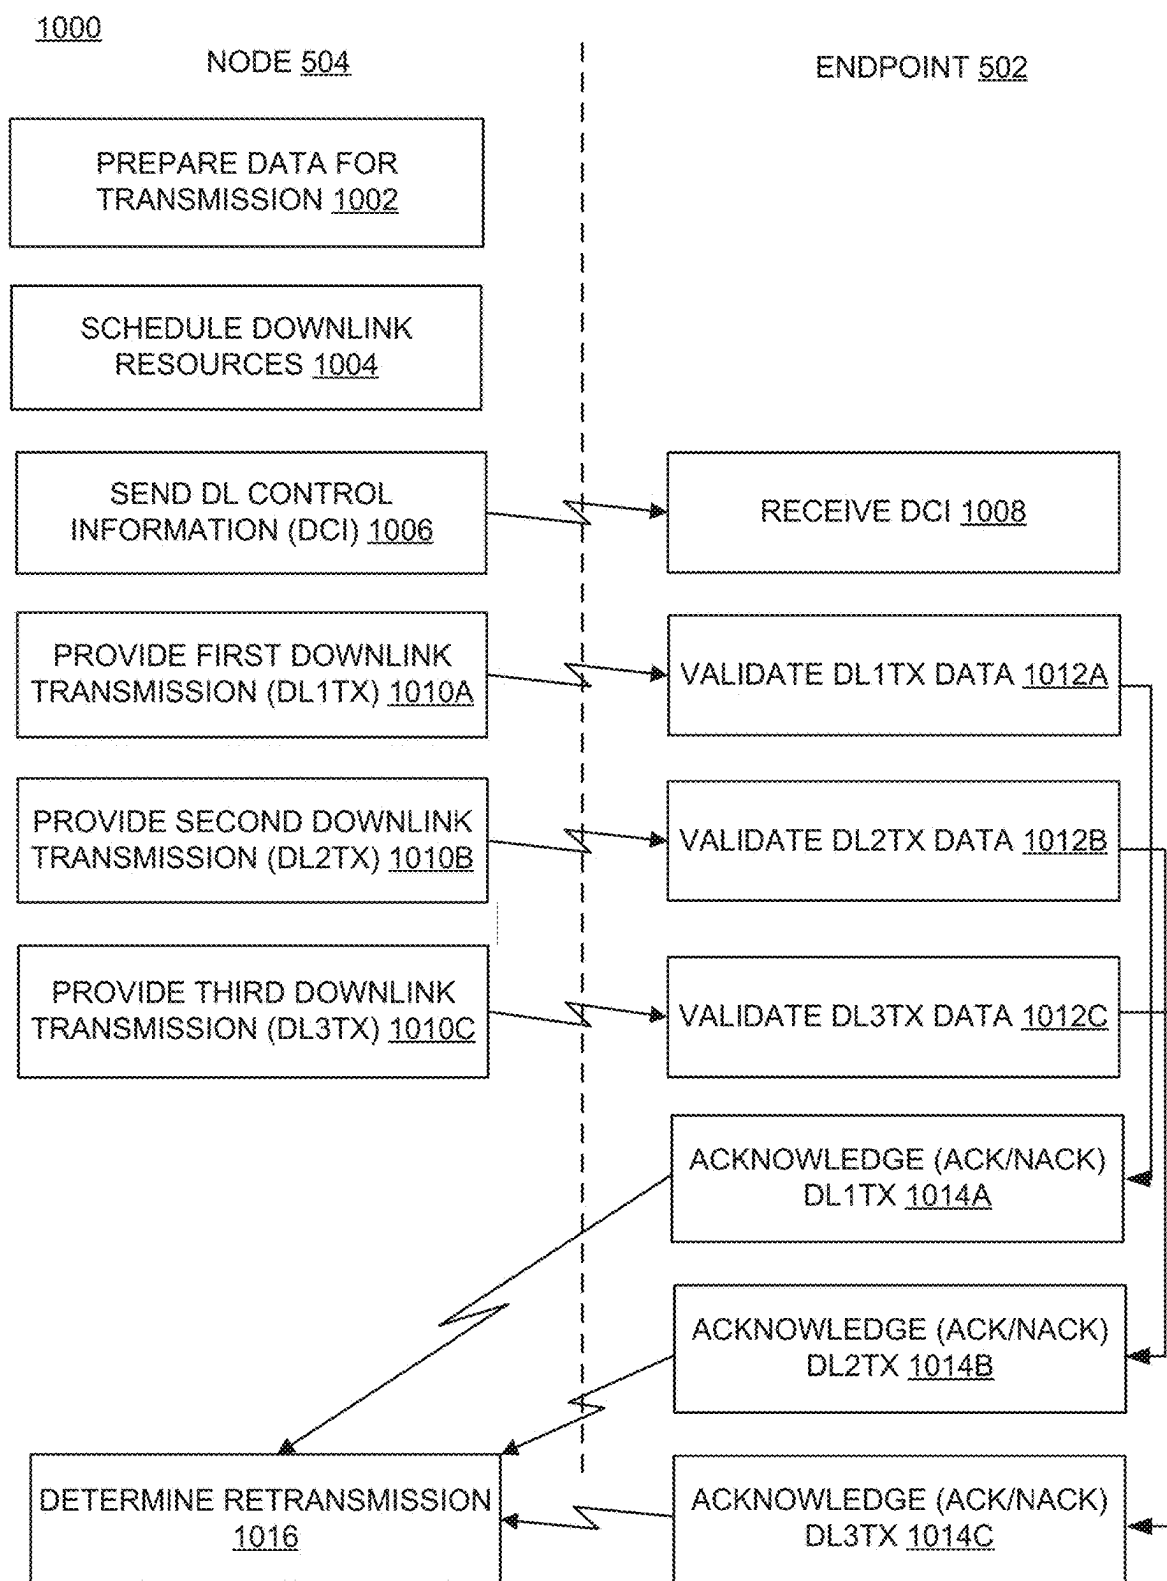 1000
NODE 504
ENDPOINT 502
PREPARE DATA FOR
TRANSMISSION 1002
SCHEDULE DOWNLINK
RESOURCES 1004
SEND DL CONTROL
INFORMATION (DCI) 1006
RECEIVE DCI 1008
PROVIDE FIRST DOWNLINK
TRANSMISSION (DL1TX) 1010A
VALIDATE DL1TX DATA 1012A
PROVIDE SECOND DOWNLINK
TRANSMISSION (DL2TX) 1010B
VALIDATE DL2TX DATA 1012B
PROVIDE THIRD DOWNLINK
TRANSMISSION (DL3TX) 1010C
VALIDATE DL3TX DATA 1012C
ACKNOWLEDGE (ACK/NACK)
DL1TX 1014A
ACKNOWLEDGE (ACK/NACK)
DL2TX 1014B
DETERMINE RETRANSMISSION
1016
ACKNOWLEDGE (ACK/NACK)
DL3TX 1014C